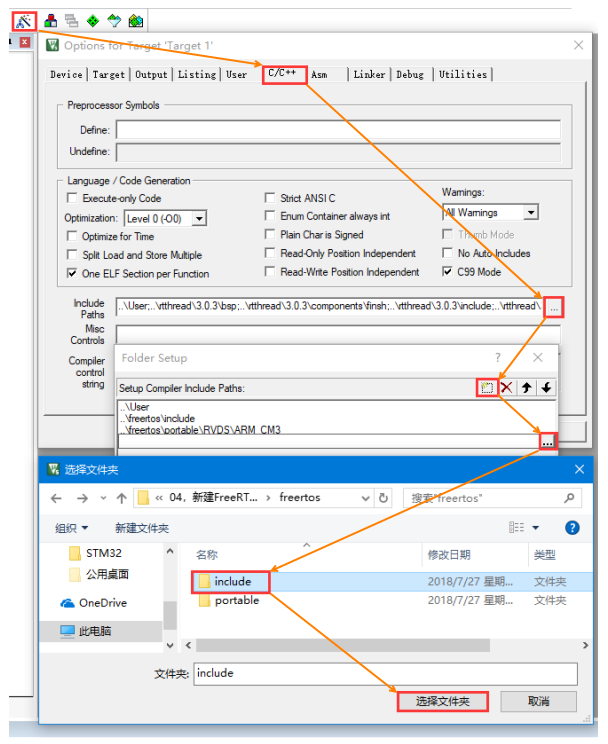 Options for Target 'Target 1'
Device Target Output Listing User C/C++ Asm Linker Debug Utilities
Preprocessor Symbols
Define:
Undefine:
Language / Code Generation
Execute-only Code
Strict ANSI C
Warnings:
Optimization: Level 0 (-O0)
Enum Container always int
All Warnings
Optimize for Time
Plain Char is Signed
Thumb Mode
Split Load and Store Multiple
Read-Only Position Independent
No Auto Includes
One ELF Section per Function
Read-Write Position Independent
C99 Mode
Include Paths
..\User;..\rtthread\3.0.3\bsp;..\rtthread\3.0.3\components\finsh;..\rtthread\3.0.3\include;..\rtthread\
...
Misc Controls
Compiler control string
Folder Setup
?
Setup Compiler Include Paths:
..\User
..\freertos\include
..\freertos\portable\RVDS\ARM_CM3
...
选择文件夹
« 04, 新建FreeRT... › freertos
搜索"freertos"
组织
新建文件夹
STM32
公用桌面
OneDrive
此电脑
名称
修改日期
类型
include
2018/7/27 星期...
文件夹
portable
2018/7/27 星期...
文件夹
文件夹: include
选择文件夹
取消